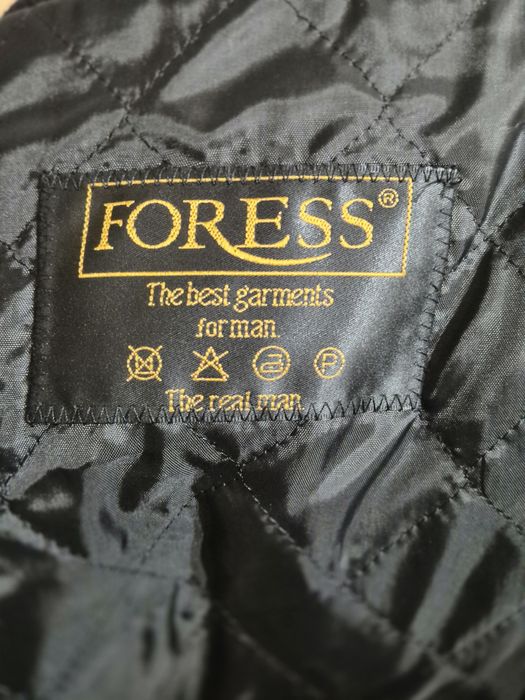 FORESS®
The best garments
for man
P
The real man